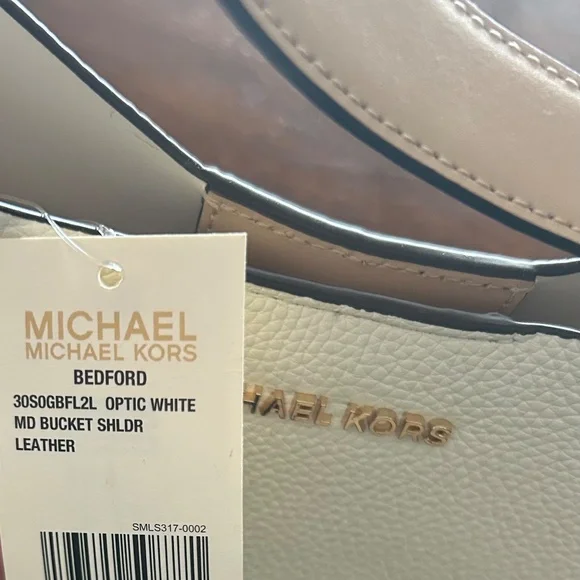 MICHAEL
MICHAEL KORS
BEDFORD
30S0GBFL2L OPTIC WHITE
MD BUCKET SHLDR
LEATHER
SMLS317-0002
HAEL KORS